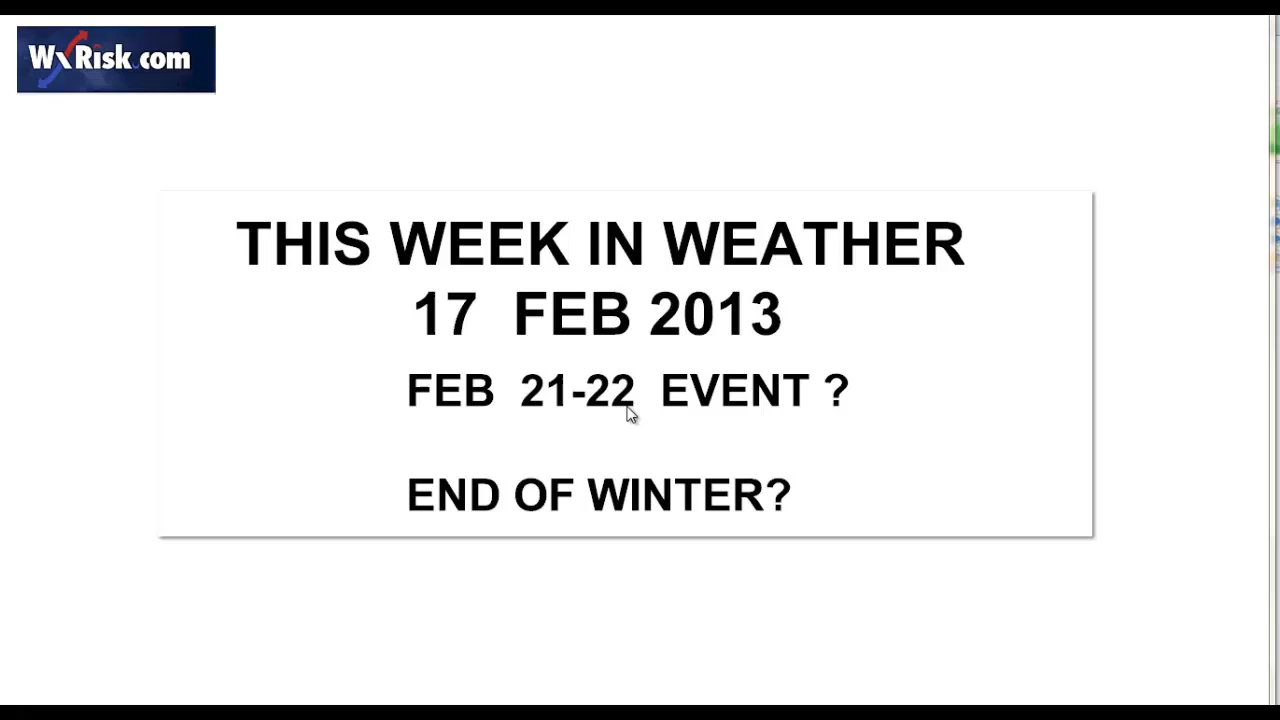 WxRisk.com
THIS WEEK IN WEATHER
17 FEB 2013
FEB 21-22 EVENT ?
END OF WINTER?